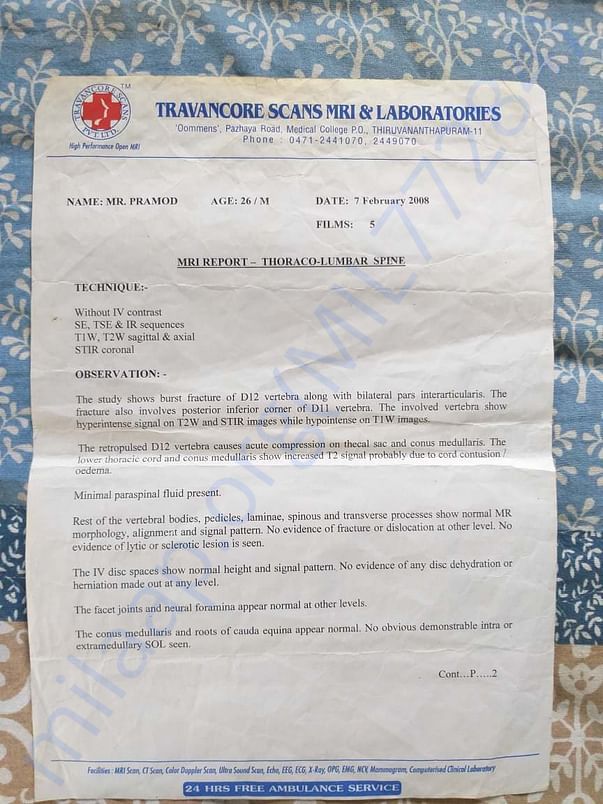 TRAVANCORE SCANS
PVT. LTD.
TM
High Performance Open MRI
TRAVANCORE SCANS MRI & LABORATORIES
'Oommens', Pazhaya Road, Medical College P.O., THIRUVANANTHAPURAM-11
Phone : 0471-2441070, 2449070
NAME: MR. PRAMOD AGE: 26 / M DATE: 7 February 2008
FILMS: 5
MRI REPORT – THORACO-LUMBAR SPINE
TECHNIQUE:-
Without IV contrast
SE, TSE & IR sequences
T1W, T2W sagittal & axial
STIR coronal
OBSERVATION: -
The study shows burst fracture of D12 vertebra along with bilateral pars interarticularis. The
fracture also involves posterior inferior corner of D11 vertebra. The involved vertebra show
hyperintense signal on T2W and STIR images while hypointense on T1W images.
The retropulsed D12 vertebra causes acute compression on thecal sac and conus medullaris. The
lower thoracic cord and conus medullaris show increased T2 signal probably due to cord contusion /
oedema.
Minimal paraspinal fluid present.
Rest of the vertebral bodies, pedicles, laminae, spinous and transverse processes show normal MR
morphology, alignment and signal pattern. No evidence of fracture or dislocation at other level. No
evidence of lytic or sclerotic lesion is seen.
The IV disc spaces show normal height and signal pattern. No evidence of any disc dehydration or
herniation made out at any level.
The facet joints and neural foramina appear normal at other levels.
The conus medullaris and roots of cauda equina appear normal. No obvious demonstrable intra or
extramedullary SOL seen.
Cont…P…..2
Facilities : MRI Scan, CT Scan, Color Doppler Scan, Ultra Sound Scan, Echo, EEG, ECG, X-Ray, OPG, EMG, NCV, Mammogram, Computerised Clinical Laboratory
24 HRS FREE AMBULANCE SERVICE